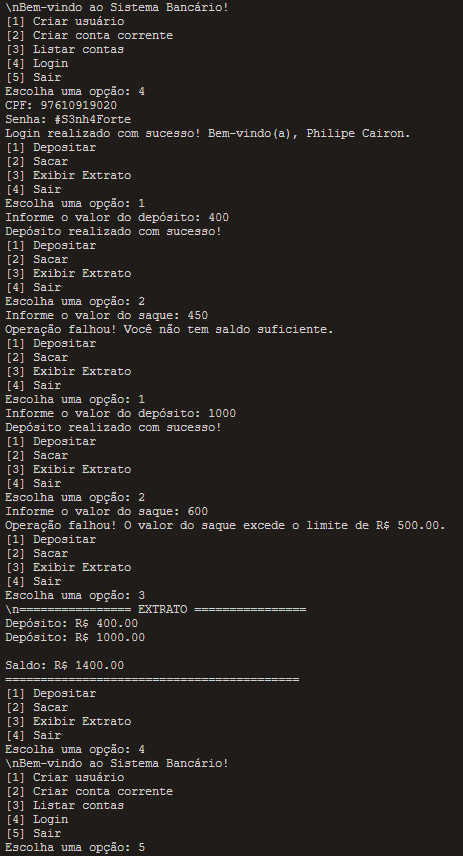 \nBem-vindo ao Sistema Bancário!
[1] Criar usuário
[2] Criar conta corrente
[3] Listar contas
[4] Login
[5] Sair
Escolha uma opção: 4
CPF: 97610919020
Senha: #S3nh4Forte
Login realizado com sucesso! Bem-vindo(a), Philipe Cairon.
[1] Depositar
[2] Sacar
[3] Exibir Extrato
[4] Sair
Escolha uma opção: 1
Informe o valor do depósito: 400
Depósito realizado com sucesso!
[1] Depositar
[2] Sacar
[3] Exibir Extrato
[4] Sair
Escolha uma opção: 2
Informe o valor do saque: 450
Operação falhou! Você não tem saldo suficiente.
[1] Depositar
[2] Sacar
[3] Exibir Extrato
[4] Sair
Escolha uma opção: 1
Informe o valor do depósito: 1000
Depósito realizado com sucesso!
[1] Depositar
[2] Sacar
[3] Exibir Extrato
[4] Sair
Escolha uma opção: 2
Informe o valor do saque: 600
Operação falhou! O valor do saque excede o limite de R$ 500.00.
[1] Depositar
[2] Sacar
[3] Exibir Extrato
[4] Sair
Escolha uma opção: 3
\n================ EXTRATO ================
Depósito: R$ 400.00
Depósito: R$ 1000.00
Saldo: R$ 1400.00
==========================================
[1] Depositar
[2] Sacar
[3] Exibir Extrato
[4] Sair
Escolha uma opção: 4
\nBem-vindo ao Sistema Bancário!
[1] Criar usuário
[2] Criar conta corrente
[3] Listar contas
[4] Login
[5] Sair
Escolha uma opção: 5